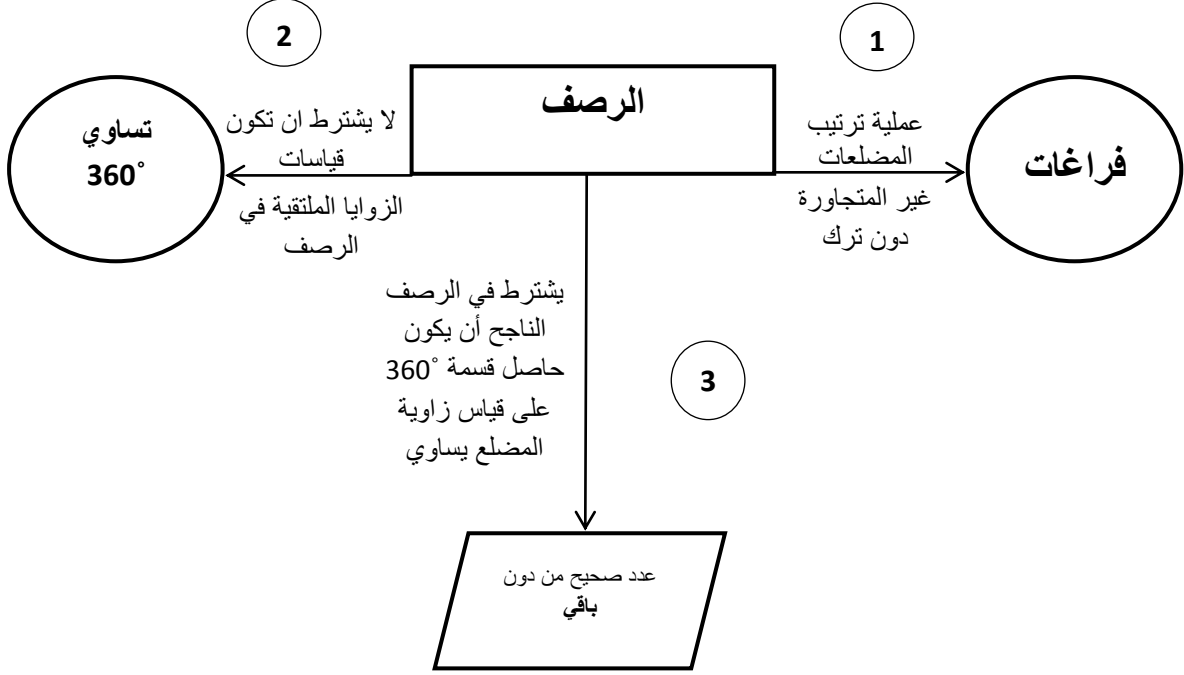 1
2
الرصف
عملية ترتيب
المضلعات
غير المتجاورة
دون ترك
فراغات
لا يشترط ان تكون
قياسات
الزوايا الملتقية في
الرصف
تساوي
360˚
يشترط في الرصف
الناجح أن يكون
حاصل قسمة ˚360
على قياس زاوية
المضلع يساوي
3
عدد صحيح من دون
باقي